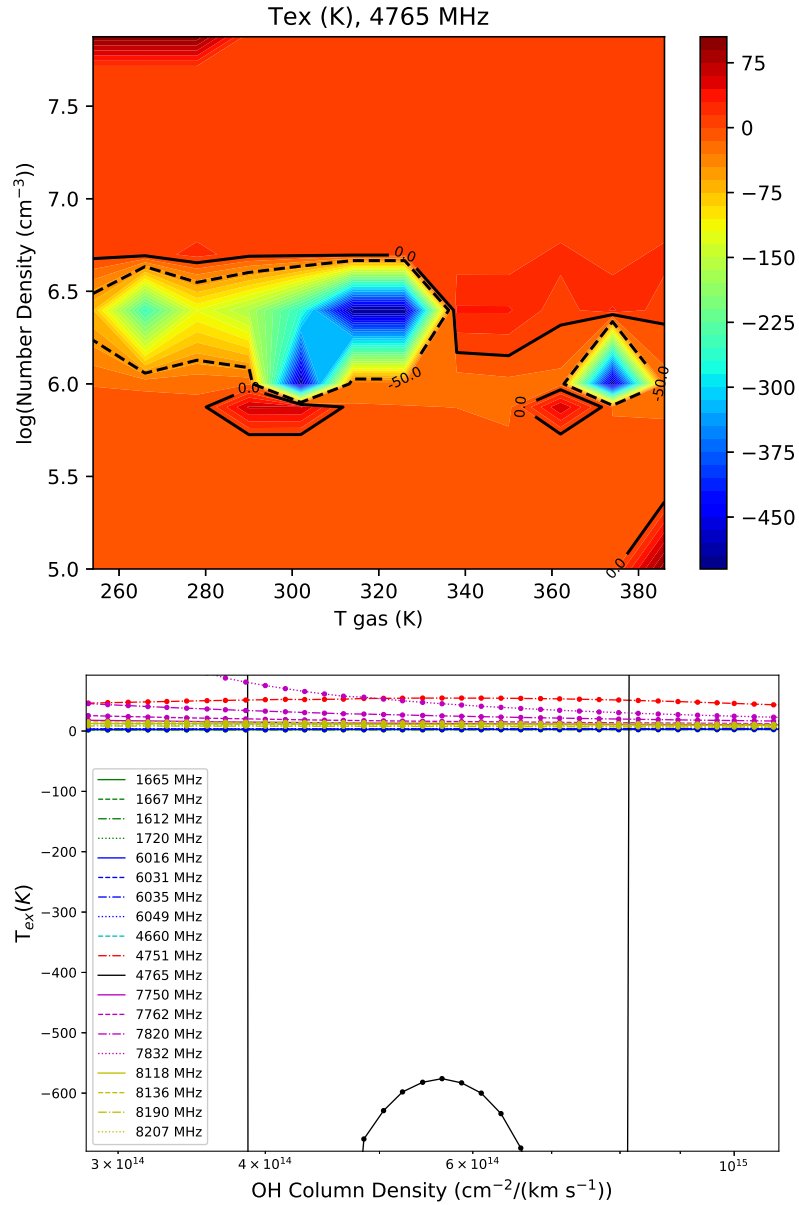 Tex (K), 4765 MHz
log(Number Density (cm⁻³))
7.5
7.0
6.5
6.0
5.5
5.0
260 280 300 320 340 360 380
T gas (K)
0.0
-50.0
0.0
0.0
-50.0
0.0
75
0
−75
−150
−225
−300
−375
−450
T_ex(K)
0
−100
−200
−300
−400
−500
−600
1665 MHz
1667 MHz
1612 MHz
1720 MHz
6016 MHz
6031 MHz
6035 MHz
6049 MHz
4660 MHz
4751 MHz
4765 MHz
7750 MHz
7762 MHz
7820 MHz
7832 MHz
8118 MHz
8136 MHz
8190 MHz
8207 MHz
3 × 10¹⁴ 4 × 10¹⁴ 6 × 10¹⁴ 10¹⁵
OH Column Density (cm⁻²/(km s⁻¹))